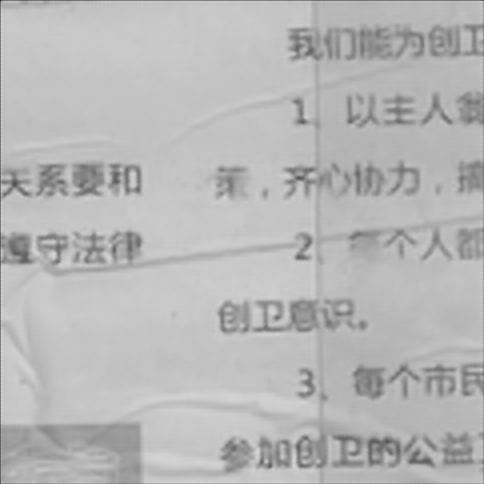 关系要和
遵守法律
我们能为创卫
1、以主人翁
策，齐心协力，搞
2、每个人都
创卫意识。
3、每个市民
参加创卫的公益